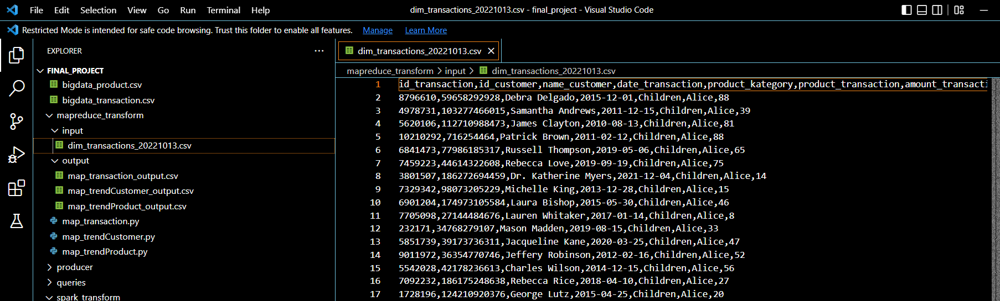 File Edit Selection View Go Run Terminal Help dim_transactions_20221013.csv - final_project - Visual Studio Code
Restricted Mode is intended for safe code browsing. Trust this folder to enable all features. Manage Learn More
EXPLORER
FINAL_PROJECT
bigdata_product.csv
bigdata_transaction.csv
mapreduce_transform
input
dim_transactions_20221013.csv
output
map_transaction_output.csv
map_trendCustomer_output.csv
map_trendProduct_output.csv
map_transaction.py
map_trendCustomer.py
map_trendProduct.py
producer
queries
spark_transform
dim_transactions_20221013.csv
mapreduce_transform > input > dim_transactions_20221013.csv
1 id_transaction,id_customer,name_customer,date_transaction,product_kategory,product_transaction,amount_transacti
2 8796610,59658292928,Debra Delgado,2015-12-01,Children,Alice,88
3 4978731,103277466015,Samantha Andrews,2011-12-15,Children,Alice,39
4 5620106,112710988473,James Clayton,2010-08-13,Children,Alice,81
5 10210292,716254464,Patrick Brown,2011-02-12,Children,Alice,88
6 6841473,77986185317,Russell Thompson,2019-05-06,Children,Alice,65
7 7459223,44614322608,Rebecca Love,2019-09-19,Children,Alice,75
8 3801507,186272694459,Dr. Katherine Myers,2021-12-04,Children,Alice,14
9 7329342,98073205229,Michelle King,2013-12-28,Children,Alice,15
10 6901204,174973105584,Laura Bishop,2015-05-30,Children,Alice,46
11 7705098,27144484676,Lauren Whitaker,2017-01-14,Children,Alice,8
12 232171,34768279107,Mason Madden,2019-08-15,Children,Alice,33
13 5851739,39173736311,Jacqueline Kane,2020-03-25,Children,Alice,47
14 9011972,36354770746,Jeffery Robinson,2012-02-16,Children,Alice,52
15 5542028,42178236613,Charles Wilson,2014-12-15,Children,Alice,56
16 7092232,186175248638,Rebecca Rice,2018-04-10,Children,Alice,27
17 1728196,124210920376,George Lutz,2015-04-25,Children,Alice,20